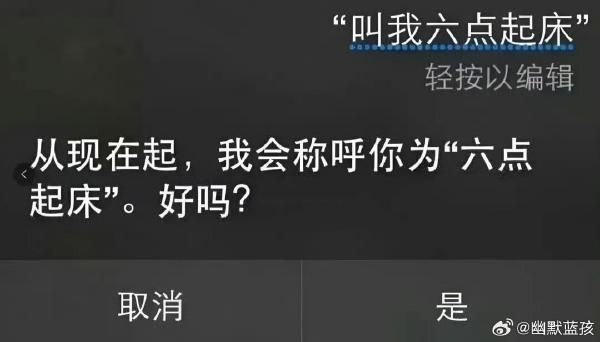 “叫我六点起床”
轻按以编辑
从现在起，我会称呼你为“六点
起床”。好吗？
取消
是
@幽默蓝孩